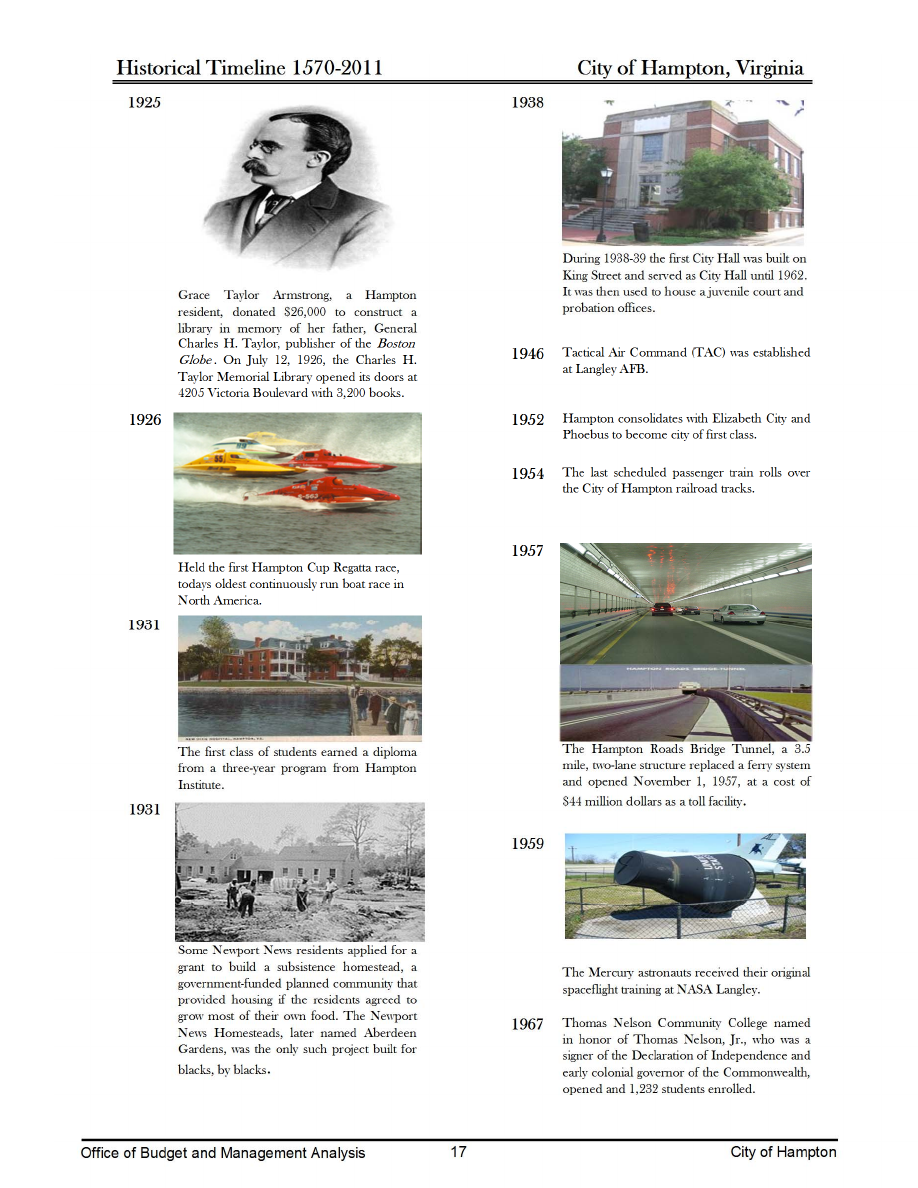 Historical Timeline 1570-2011
City of Hampton, Virginia
1925
Grace Taylor Armstrong, a Hampton
resident, donated $26,000 to construct a
library in memory of her father, General
Charles H. Taylor, publisher of the Boston
Globe. On July 12, 1926, the Charles H.
Taylor Memorial Library opened its doors at
4205 Victoria Boulevard with 3,200 books.
1926
55
S-563
Held the first Hampton Cup Regatta race,
todays oldest continuously run boat race in
North America.
1931
The first class of students earned a diploma
from a three-year program from Hampton
Institute.
1931
Some Newport News residents applied for a
grant to build a subsistence homestead, a
government-funded planned community that
provided housing if the residents agreed to
grow most of their own food. The Newport
News Homesteads, later named Aberdeen
Gardens, was the only such project built for
blacks, by blacks.
1938
During 1938-39 the first City Hall was built on
King Street and served as City Hall until 1962.
It was then used to house a juvenile court and
probation offices.
1946
Tactical Air Command (TAC) was established
at Langley AFB.
1952
Hampton consolidates with Elizabeth City and
Phoebus to become city of first class.
1954
The last scheduled passenger train rolls over
the City of Hampton railroad tracks.
1957
HAMPTON ROADS BRIDGE-TUNNEL
The Hampton Roads Bridge Tunnel, a 3.5
mile, two-lane structure replaced a ferry system
and opened November 1, 1957, at a cost of
$44 million dollars as a toll facility.
1959
The Mercury astronauts received their original
spaceflight training at NASA Langley.
1967
Thomas Nelson Community College named
in honor of Thomas Nelson, Jr., who was a
signer of the Declaration of Independence and
early colonial governor of the Commonwealth,
opened and 1,232 students enrolled.
Office of Budget and Management Analysis
17
City of Hampton